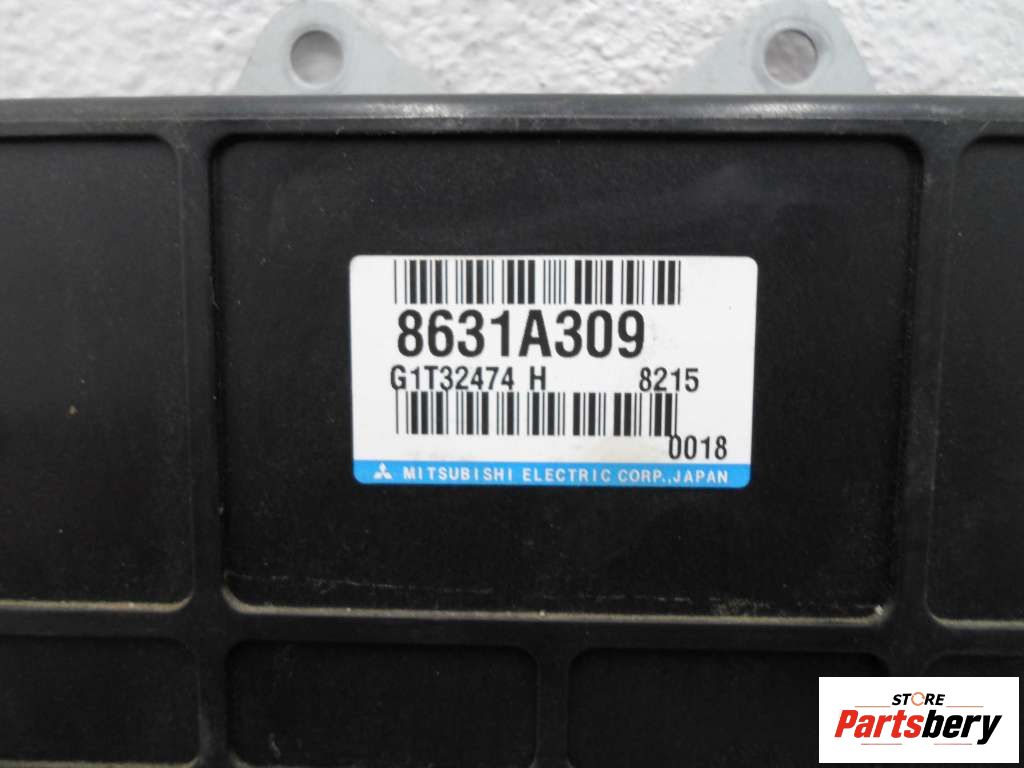 8631A309
G1T32474 H 8215
0018
MITSUBISHI ELECTRIC CORP.,JAPAN
STORE
Partsbery